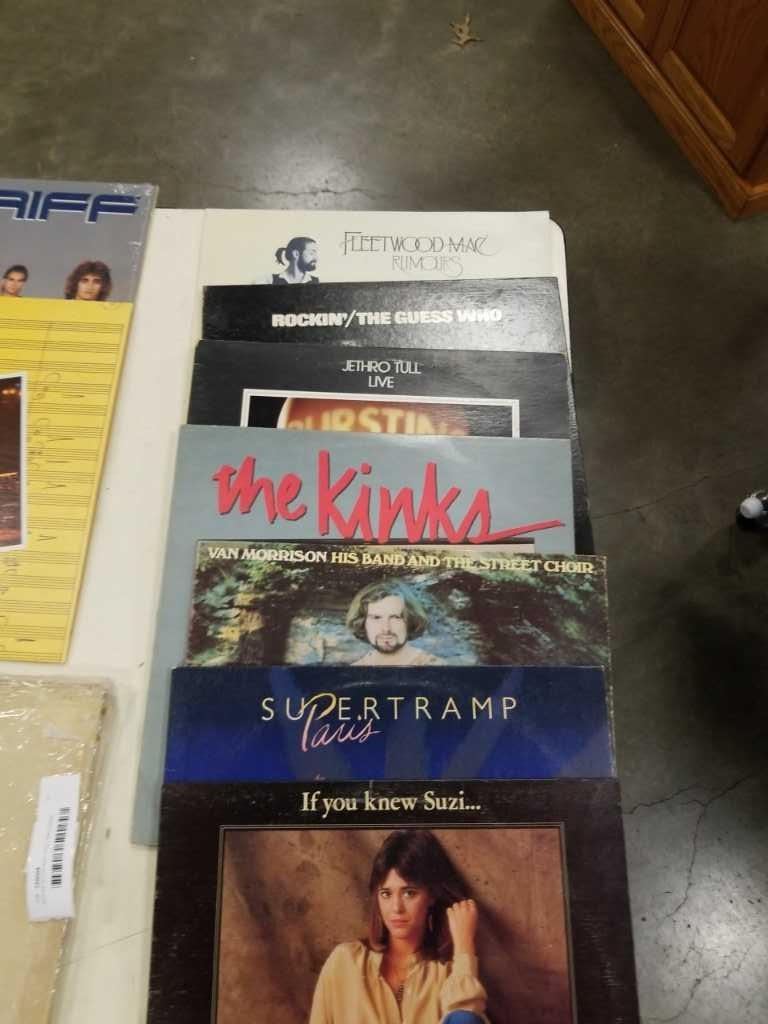 RIFF
FLEETWOOD MAC
RUMOURS
ROCKIN'/THE GUESS WHO
JETHRO TULL
LIVE
BURSTING
the kinks
VAN MORRISON HIS BAND AND THE STREET CHOIR
SUPERTRAMP
Paris
If you knew Suzi...